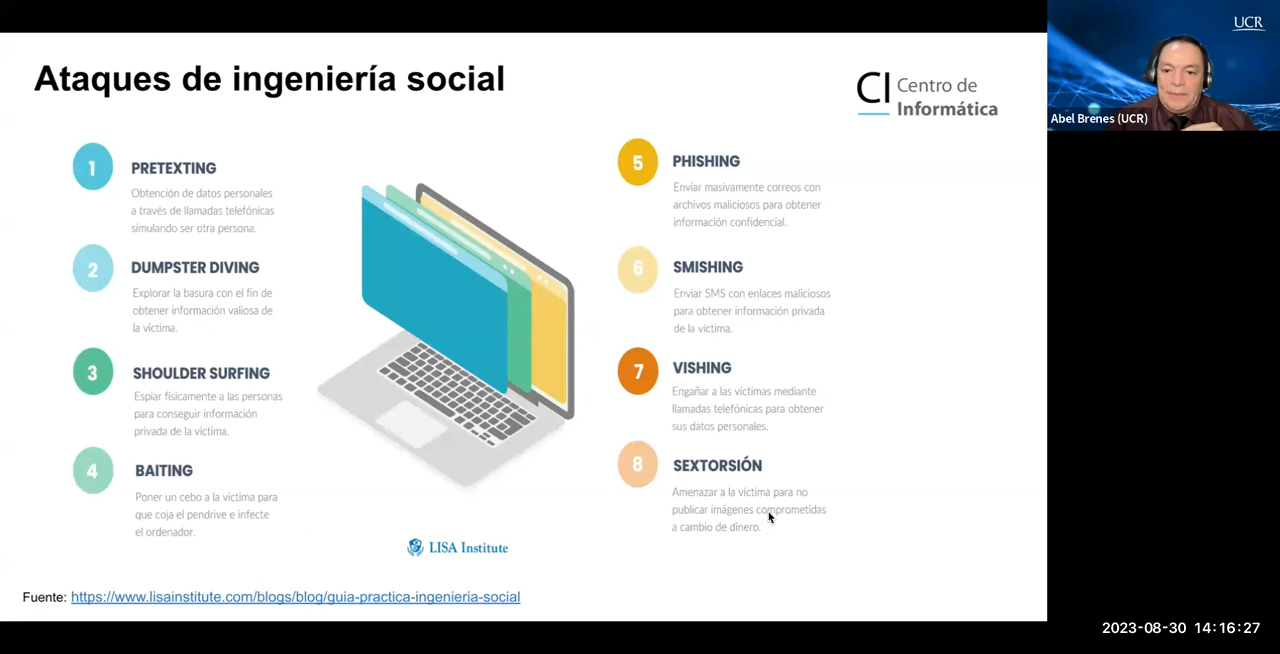 Ataques de ingeniería social
CI Centro de
Informática
1
PRETEXTING
Obtención de datos personales
a través de llamadas telefónicas
simulando ser otra persona.
2
DUMPSTER DIVING
Explorar la basura con el fin de
obtener información valiosa de
la víctima.
3
SHOULDER SURFING
Espiar físicamente a las personas
para conseguir información
privada de la víctima.
4
BAITING
Poner un cebo a la víctima para
que coja el pendrive e infecte
el ordenador.
5
PHISHING
Enviar masivamente correos con
archivos maliciosos para obtener
información confidencial.
6
SMISHING
Enviar SMS con enlaces maliciosos
para obtener información privada
de la víctima.
7
VISHING
Engañar a las víctimas mediante
llamadas telefónicas para obtener
sus datos personales.
8
SEXTORSIÓN
Amenazar a la víctima para no
publicar imágenes comprometidas
a cambio de dinero.
LISA Institute
Fuente: https://www.lisainstitute.com/blogs/blog/guia-practica-ingenieria-social
UCR
Abel Brenes (UCR)
2023-08-30 14:16:27